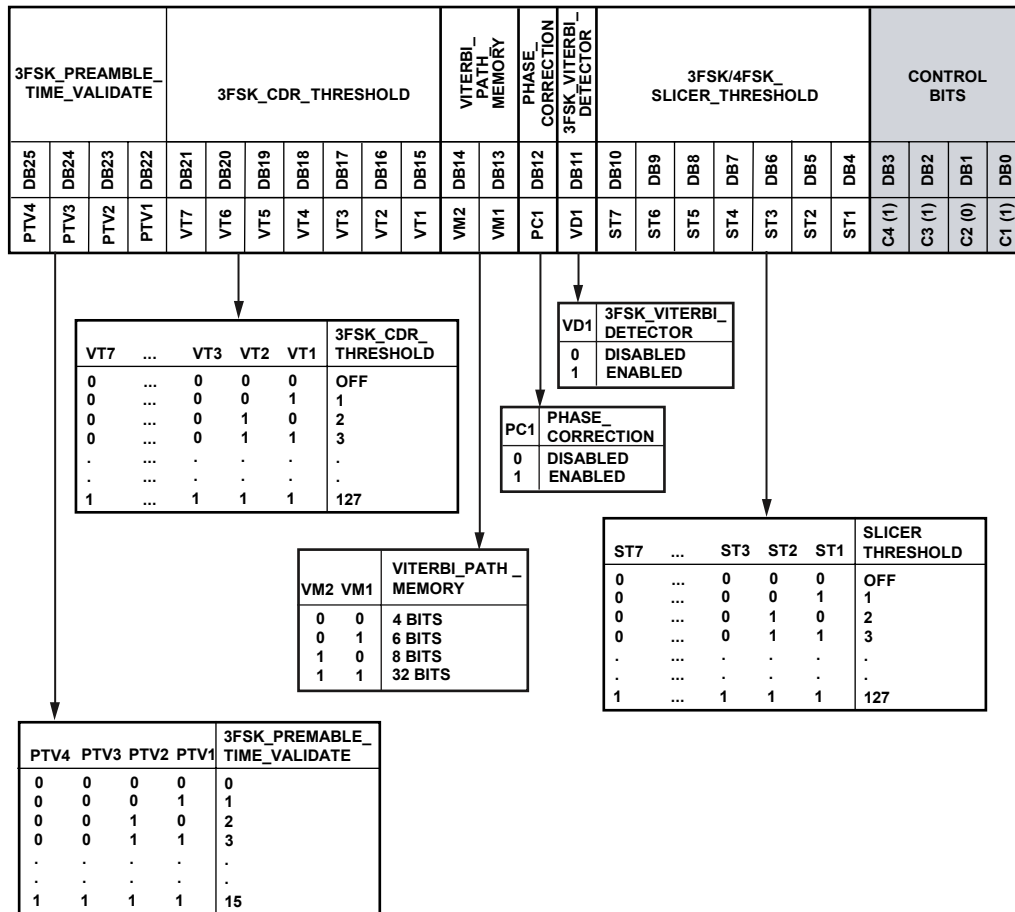 3FSK_PREAMBLE_
TIME_VALIDATE
3FSK_CDR_THRESHOLD
VITERBI_
PATH_
MEMORY
PHASE_
CORRECTION
3FSK_VITERBI_
DETECTOR
3FSK/4FSK_
SLICER_THRESHOLD
CONTROL
BITS
DB25 DB24 DB23 DB22 DB21 DB20 DB19 DB18 DB17 DB16 DB15 DB14 DB13 DB12 DB11 DB10 DB9 DB8 DB7 DB6 DB5 DB4 DB3 DB2 DB1 DB0
PTV4 PTV3 PTV2 PTV1 VT7 VT6 VT5 VT4 VT3 VT2 VT1 VM2 VM1 PC1 VD1 ST7 ST6 ST5 ST4 ST3 ST2 ST1 C4 (1) C3 (1) C2 (0) C1 (1)
VD1 3FSK_VITERBI_
DETECTOR
0 DISABLED
1 ENABLED
VT7 ... VT3 VT2 VT1 3FSK_CDR_
THRESHOLD
0 ... 0 0 0 OFF
0 ... 0 0 1 1
0 ... 0 1 0 2
0 ... 0 1 1 3
. ... . . . .
. ... . . . .
1 ... 1 1 1 127
PC1 PHASE_
CORRECTION
0 DISABLED
1 ENABLED
ST7 ... ST3 ST2 ST1 SLICER
THRESHOLD
0 ... 0 0 0 OFF
0 ... 0 0 1 1
0 ... 0 1 0 2
0 ... 0 1 1 3
. ... . . . .
. ... . . . .
1 ... 1 1 1 127
VM2 VM1 VITERBI_PATH _
MEMORY
0 0 4 BITS
0 1 6 BITS
1 0 8 BITS
1 1 32 BITS
PTV4 PTV3 PTV2 PTV1 3FSK_PREMABLE_
TIME_VALIDATE
0 0 0 0 0
0 0 0 1 1
0 0 1 0 2
0 0 1 1 3
. . . . .
. . . . .
1 1 1 1 15